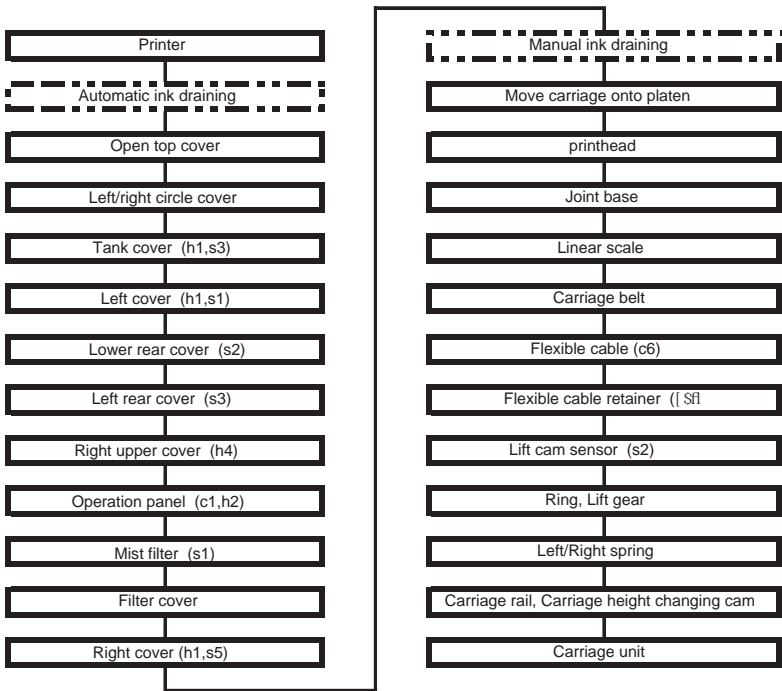 Printer
Automatic ink draining
Open top cover
Left/right circle cover
Tank cover (h1,s3)
Left cover (h1,s1)
Lower rear cover (s2)
Left rear cover (s3)
Right upper cover (h4)
Operation panel (c1,h2)
Mist filter (s1)
Filter cover
Right cover (h1,s5)
Manual ink draining
Move carriage onto platen
printhead
Joint base
Linear scale
Carriage belt
Flexible cable (c6)
Flexible cable retainer
Lift cam sensor (s2)
Ring, Lift gear
Left/Right spring
Carriage rail, Carriage height changing cam
Carriage unit